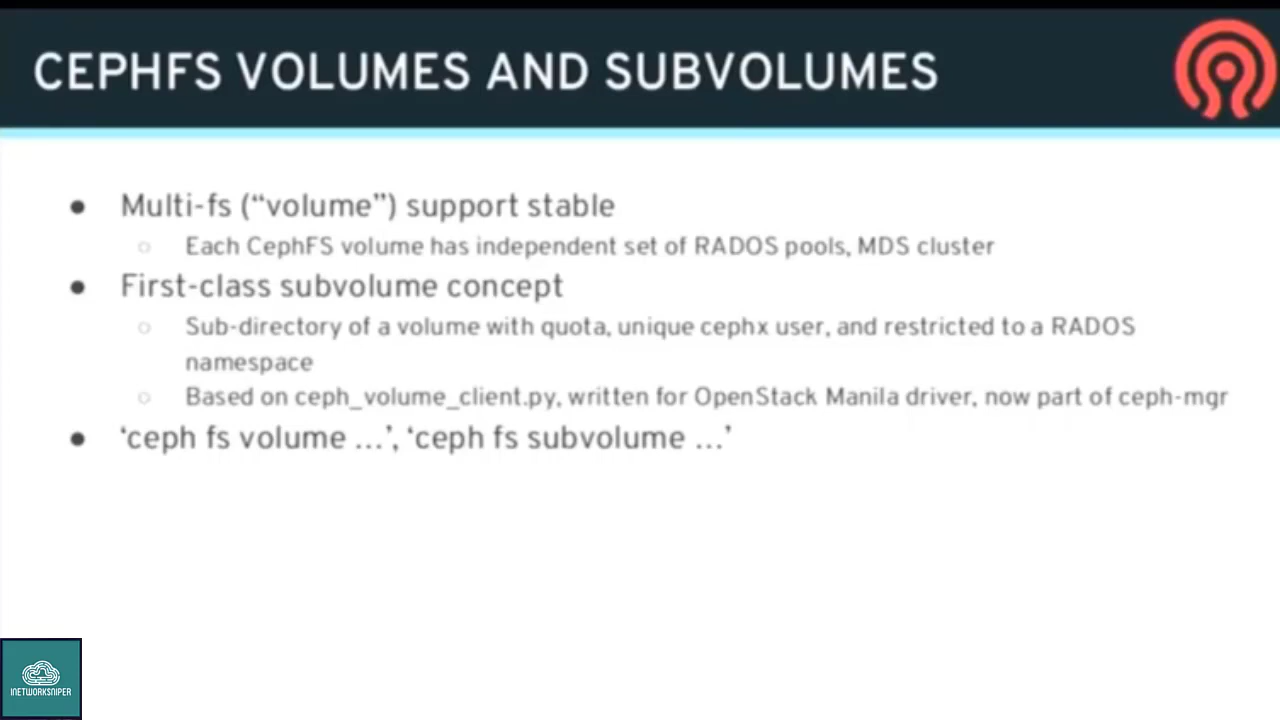 CEPHFS VOLUMES AND SUBVOLUMES
● Multi-fs (“volume”) support stable
○ Each CephFS volume has independent set of RADOS pools, MDS cluster
● First-class subvolume concept
○ Sub-directory of a volume with quota, unique cephx user, and restricted to a RADOS
namespace
○ Based on ceph_volume_client.py, written for OpenStack Manila driver, now part of ceph-mgr
● ‘ceph fs volume ...’, ‘ceph fs subvolume ...’
INETWORKSNIPER